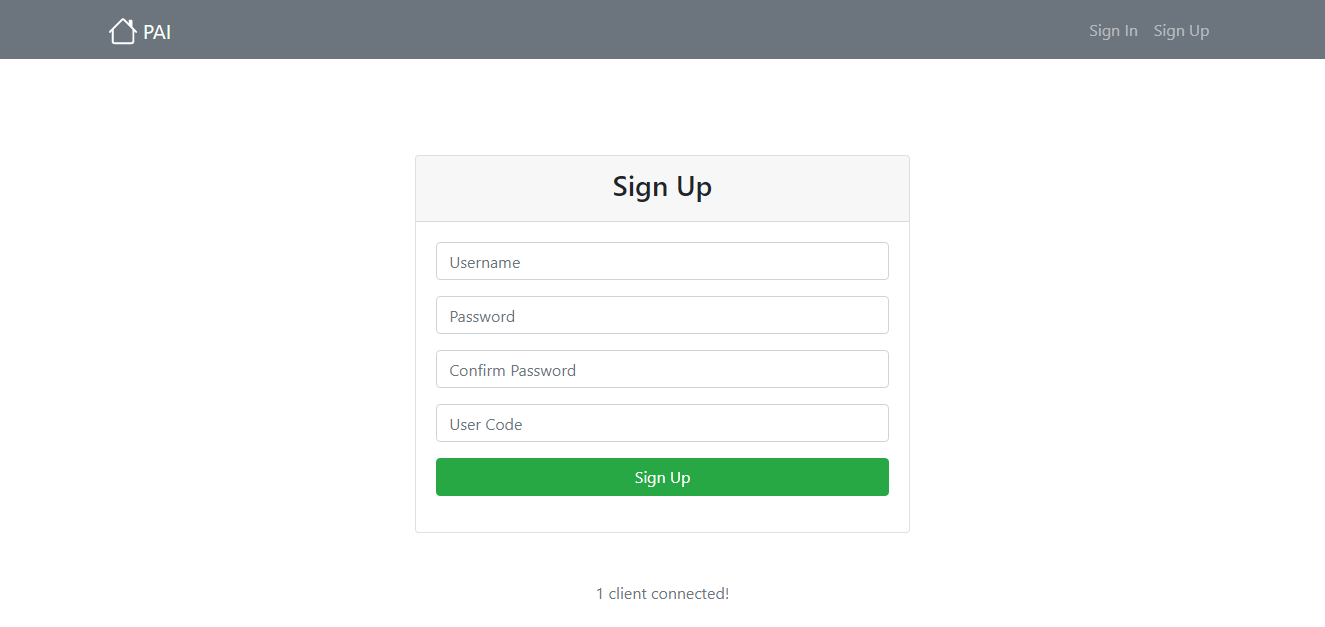 PAI
Sign In Sign Up
Sign Up
Username
Password
Confirm Password
User Code
Sign Up
1 client connected!